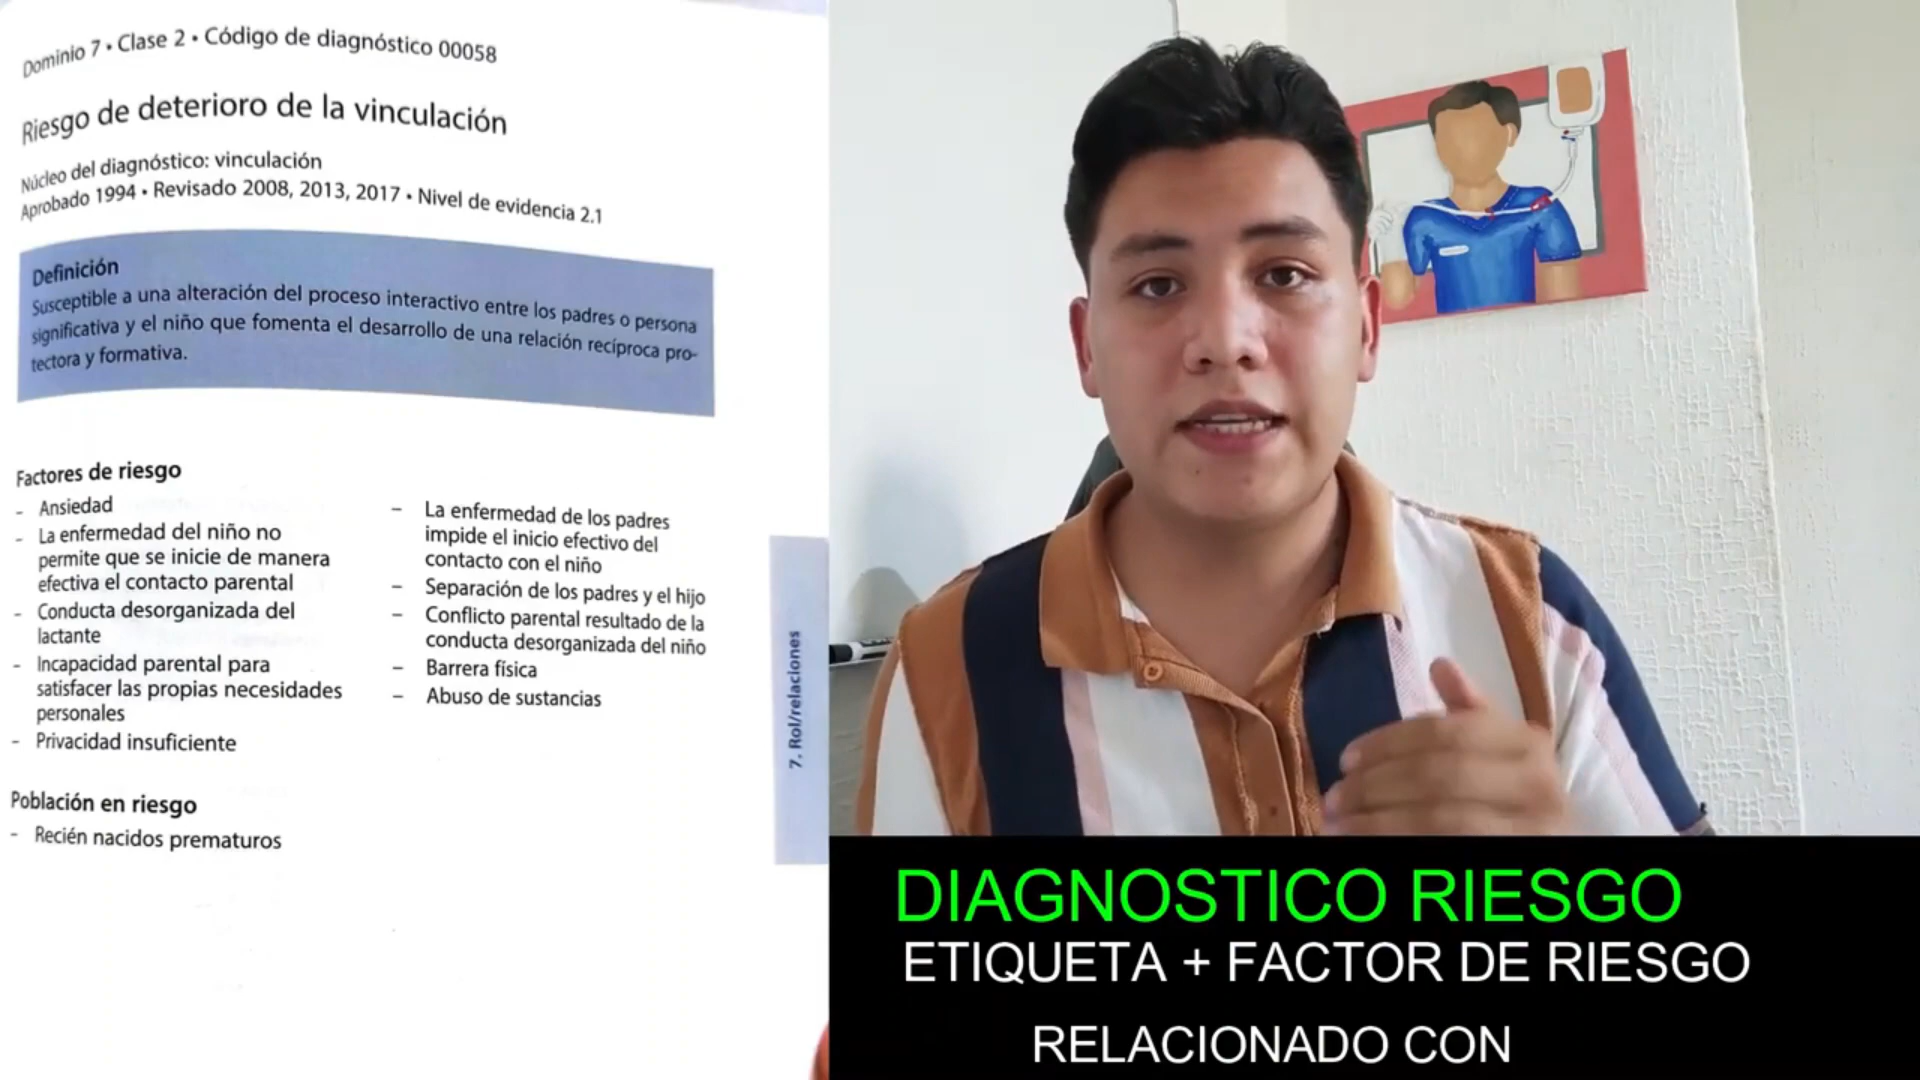 Dominio 7 • Clase 2 • Código de diagnóstico 00058
Riesgo de deterioro de la vinculación
Núcleo del diagnóstico: vinculación
Aprobado 1994 • Revisado 2008, 2013, 2017 • Nivel de evidencia 2.1
Definición
Susceptible a una alteración del proceso interactivo entre los padres o persona
significativa y el niño que fomenta el desarrollo de una relación recíproca pro-
tectora y formativa.
Factores de riesgo
- Ansiedad
- La enfermedad del niño no
permite que se inicie de manera
efectiva el contacto parental
- Conducta desorganizada del
lactante
- Incapacidad parental para
satisfacer las propias necesidades
personales
- Privacidad insuficiente
– La enfermedad de los padres
impide el inicio efectivo del
contacto con el niño
– Separación de los padres y el hijo
– Conflicto parental resultado de la
conducta desorganizada del niño
– Barrera física
– Abuso de sustancias
Población en riesgo
- Recién nacidos prematuros
7. Rol/relaciones
DIAGNOSTICO RIESGO
ETIQUETA + FACTOR DE RIESGO
RELACIONADO CON